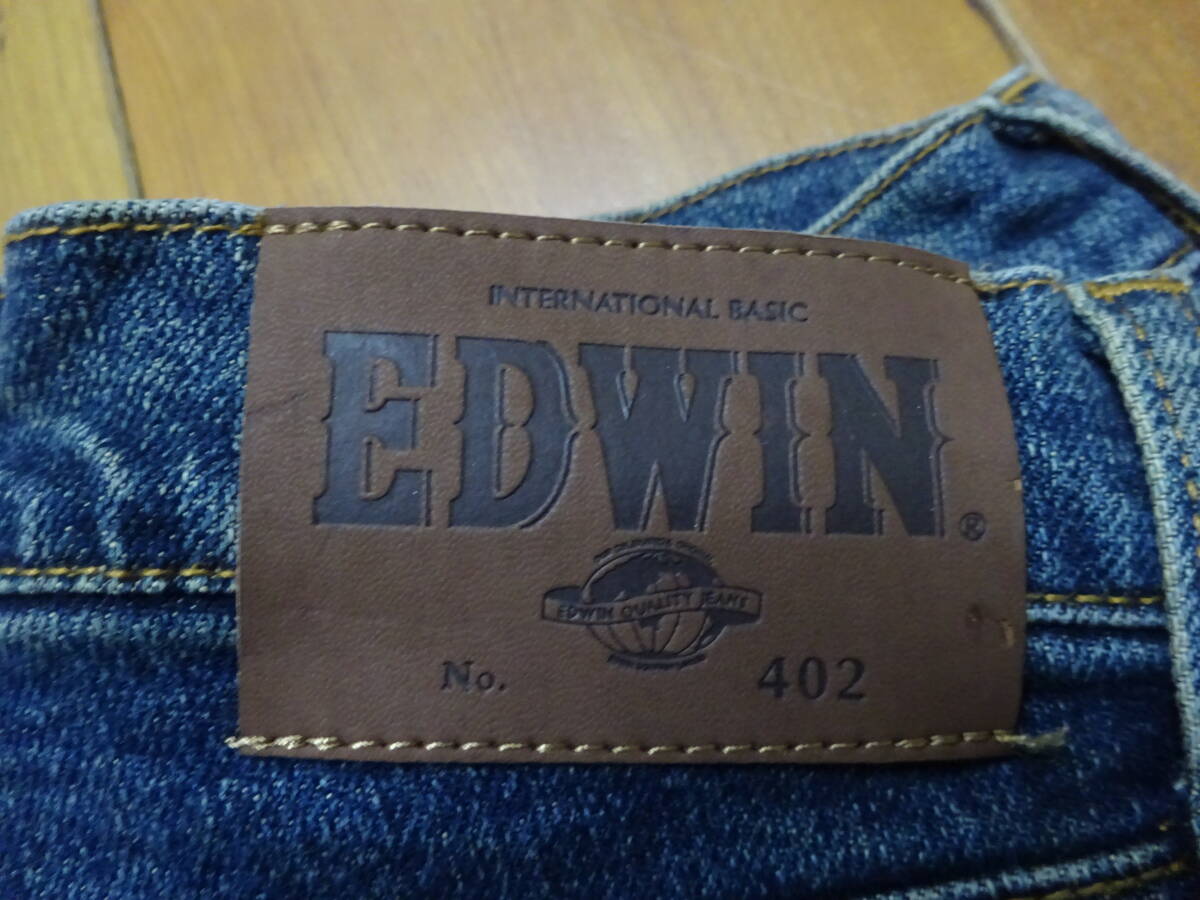 INTERNATIONAL BASIC
EDWIN®
EDWIN QUALITY JEANS
No. 402